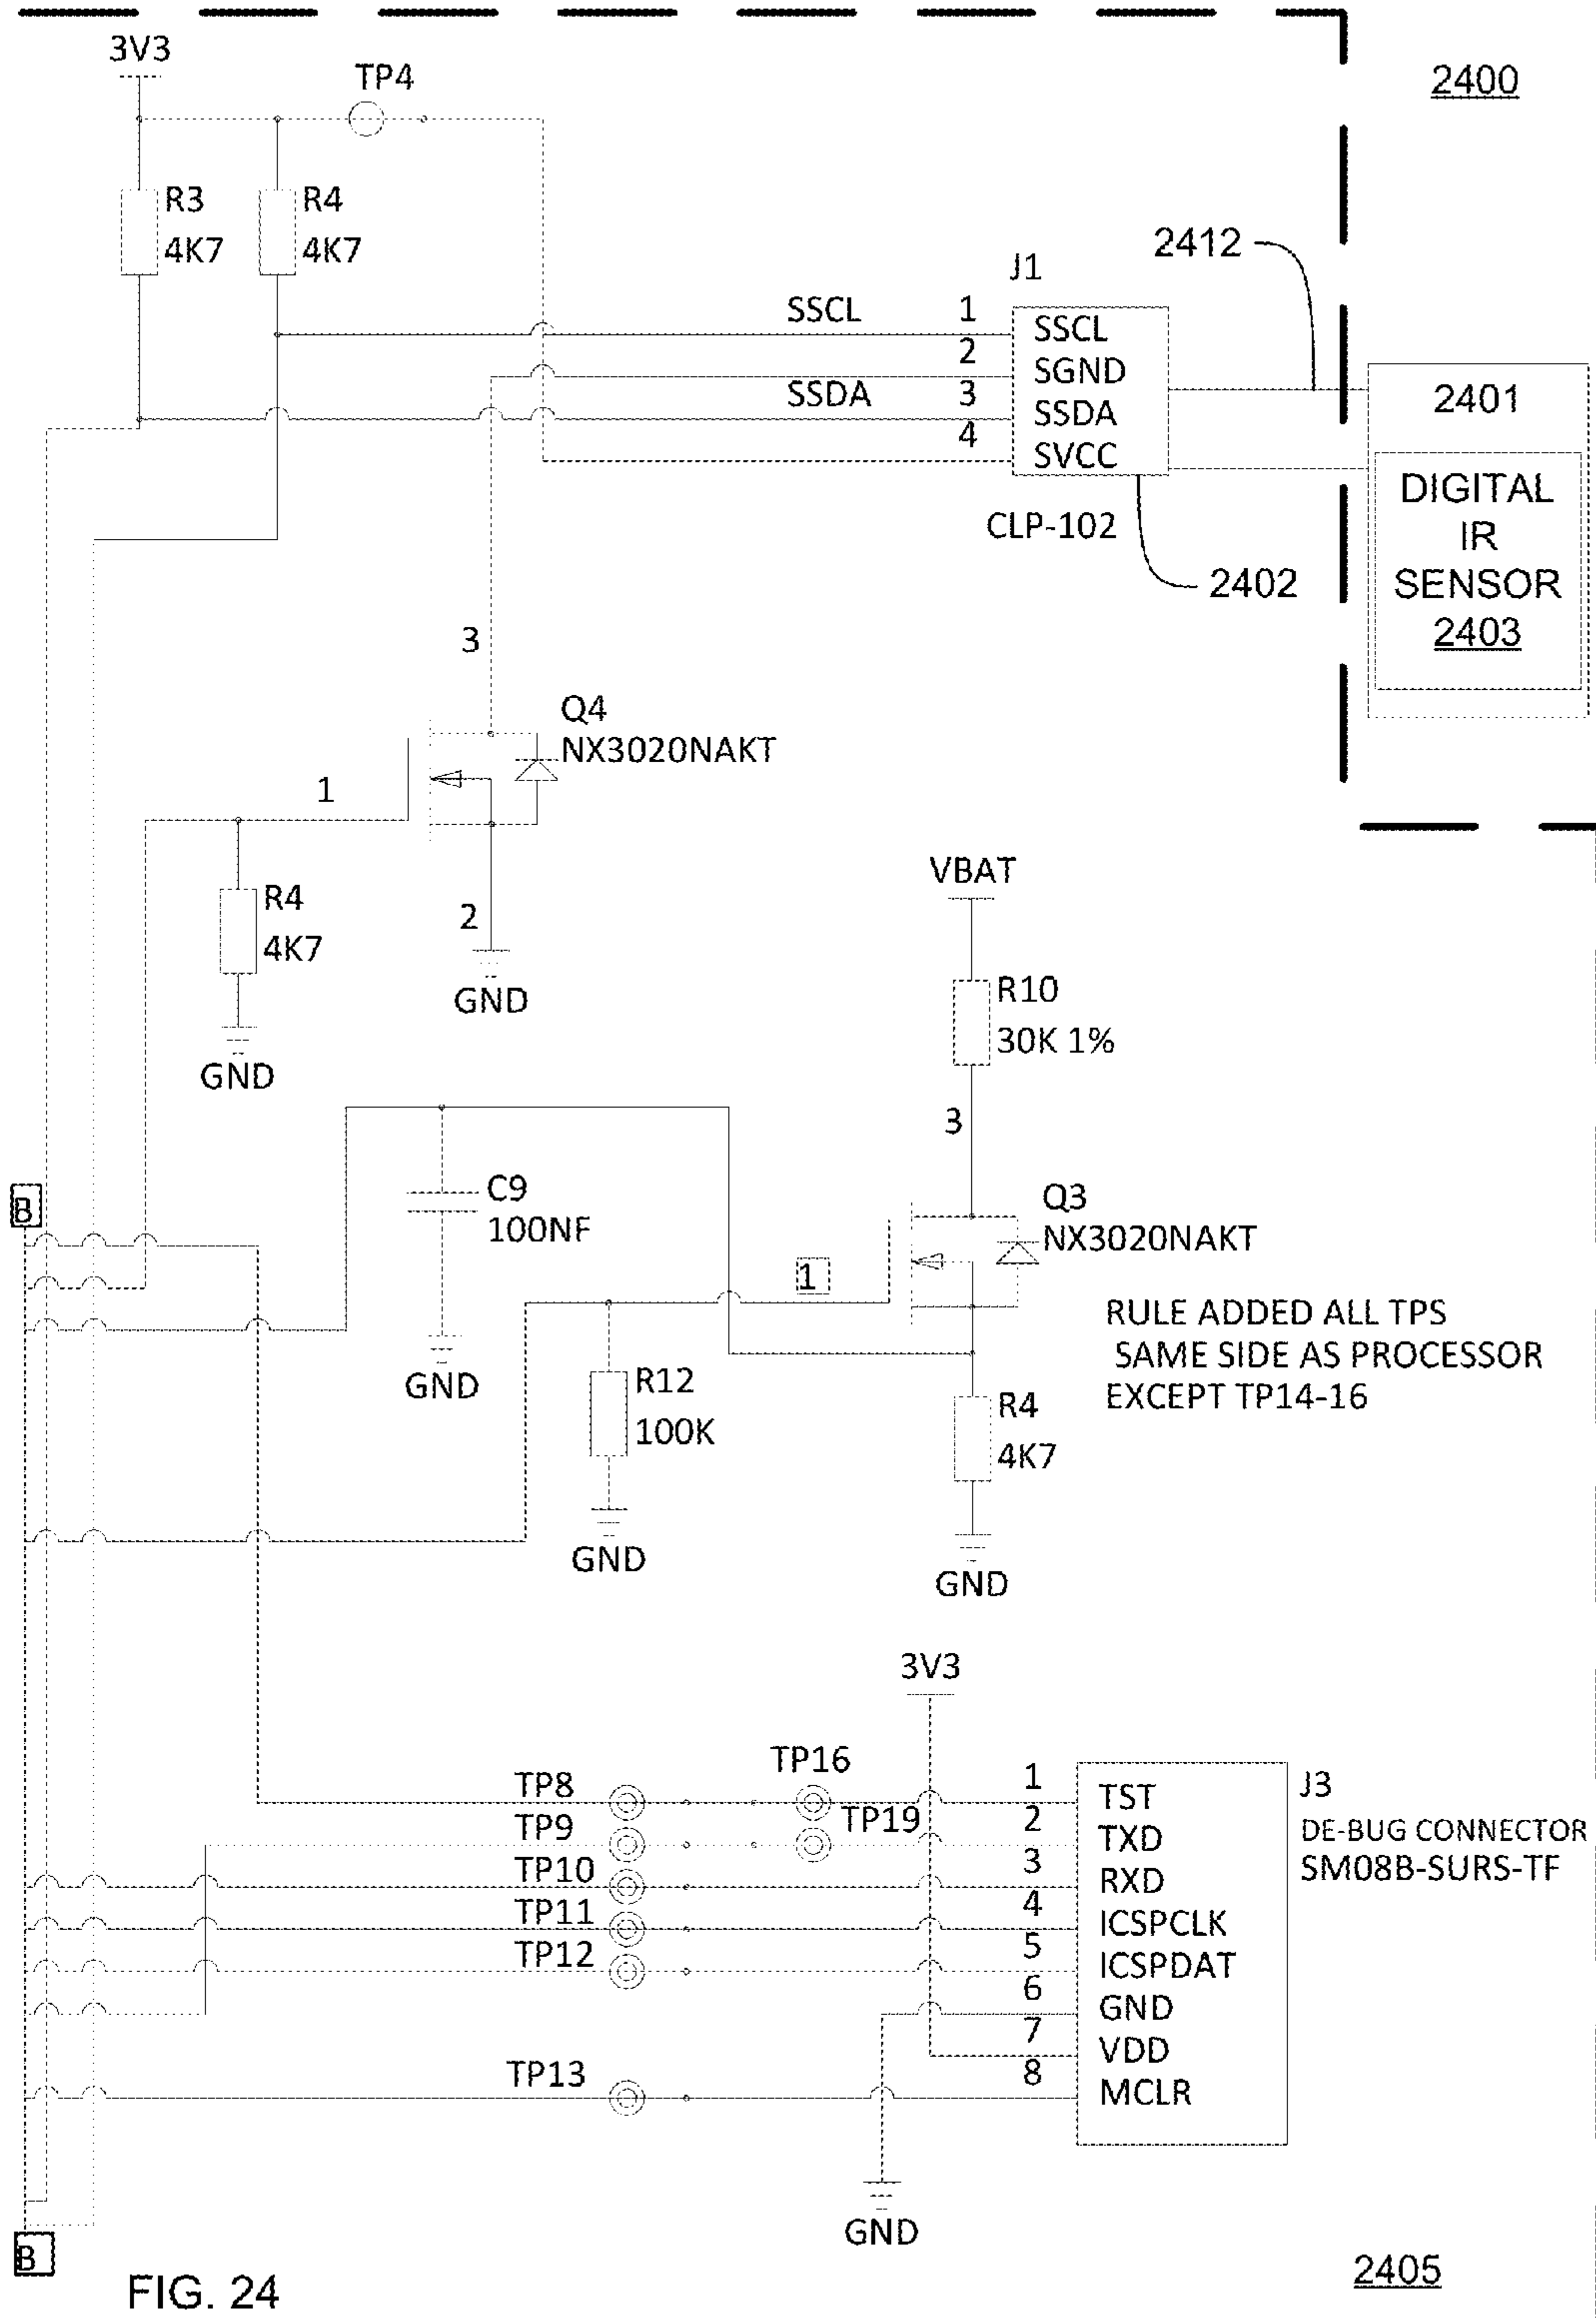 3V3
TP4
2400
R3
4K7
R4
4K7
2412
J1
SSCL
1
SSCL
2
SGND
SSDA
3
SSDA
4
SVCC
2401
DIGITAL
IR
SENSOR
2403
CLP-102
2402
3
Q4
NX3020NAKT
1
R4
4K7
2
GND
GND
VBAT
R10
30K 1%
3
B
C9
100NF
Q3
NX3020NAKT
1
GND
RULE ADDED ALL TPS
SAME SIDE AS PROCESSOR
EXCEPT TP14-16
R12
100K
R4
4K7
GND
GND
3V3
TP8
TP16
1
TST
J3
TP9
TP19
2
TXD
DE-BUG CONNECTOR
TP10
3
RXD
SM08B-SURS-TF
TP11
4
ICSPCLK
TP12
5
ICSPDAT
6
GND
7
VDD
TP13
8
MCLR
GND
B
FIG. 24
2405